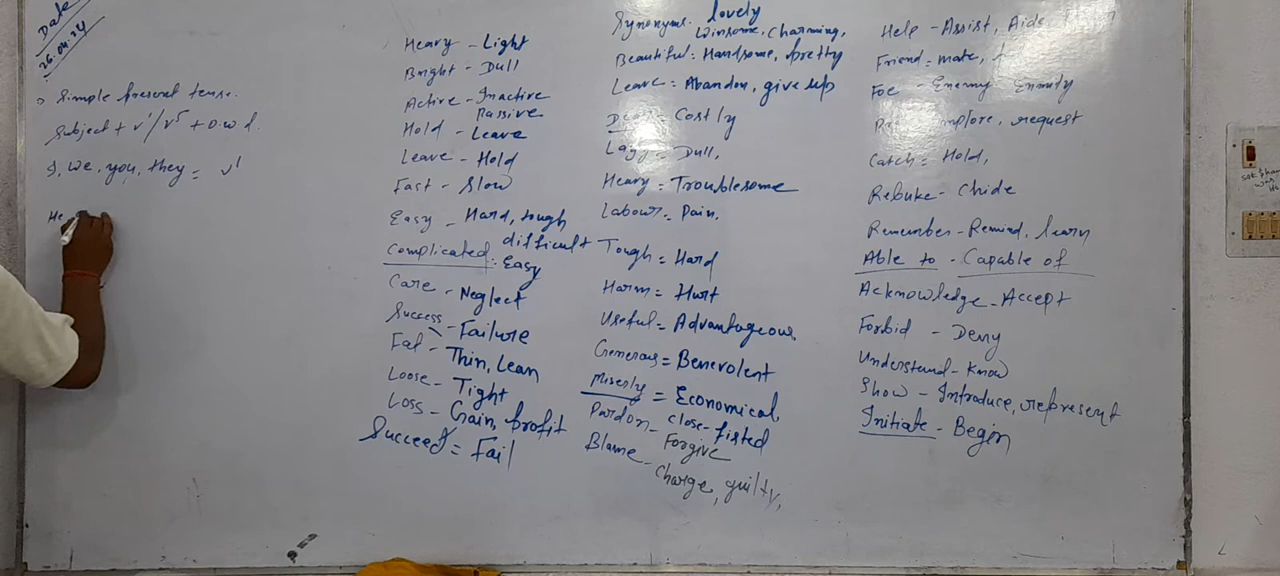 Date
26.04.24
Simple present tense.
Subject + v¹/v⁵ + o.w.d.
I, we, you, they = v¹
He
Heavy - Light
Bright - Dull
Active - Inactive
Passive
Hold - Leave
Leave - Hold
Fast - Slow
Easy - Hard, tough
difficult
Complicated = Easy
Care - Neglect
Success - Failure
Fat - Thin, Lean
Loose - Tight
Loss - Gain, profit
Succeed = Fail
Synonyms. lovely
Winsome, Charming,
Beautiful = Handsome, pretty
Leave = Abandon, give up
Costly
Lazy = Dull,
Heavy = Troublesome
Labour = Pain,
Tough = Hard
Harm = Hurt
Useful = Advantageous
Generous = Benevolent
Miserly = Economical,
close-fisted
Pardon - Forgive
Blame - charge, guilty,
Help - Assist, Aide
Friend = mate,
Foe - Enemy Enmity
request
Catch = Hold,
Rebuke - Chide
Remember - Remind, learn
Able to - Capable of
Acknowledge - Accept
Forbid - Deny
Understand - Know
Show - Introduce, represent
Initiate - Begin